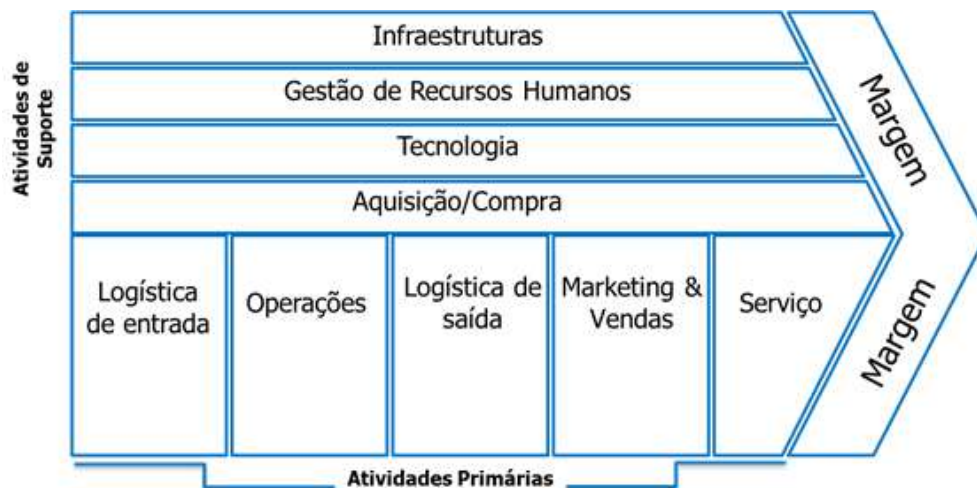 Atividades de
Suporte
Infraestruturas
Gestão de Recursos Humanos
Tecnologia
Aquisição/Compra
Logística
de entrada
Operações
Logística de
saída
Marketing &
Vendas
Serviço
Margem
Margem
Atividades Primárias